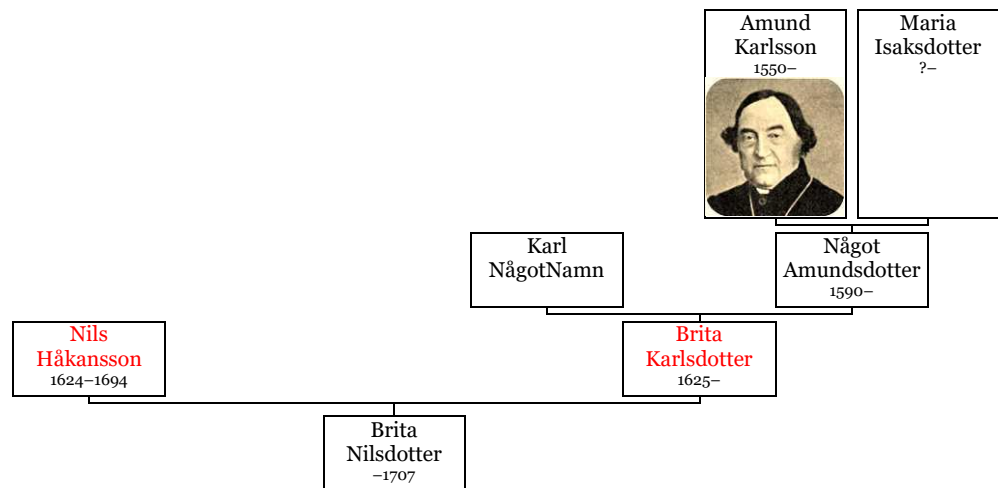 Amund
Karlsson
1550–
Maria
Isaksdotter
?–
Karl
NågotNamn
Något
Amundsdotter
1590–
Nils
Håkansson
1624–1694
Brita
Karlsdotter
1625–
Brita
Nilsdotter
–1707